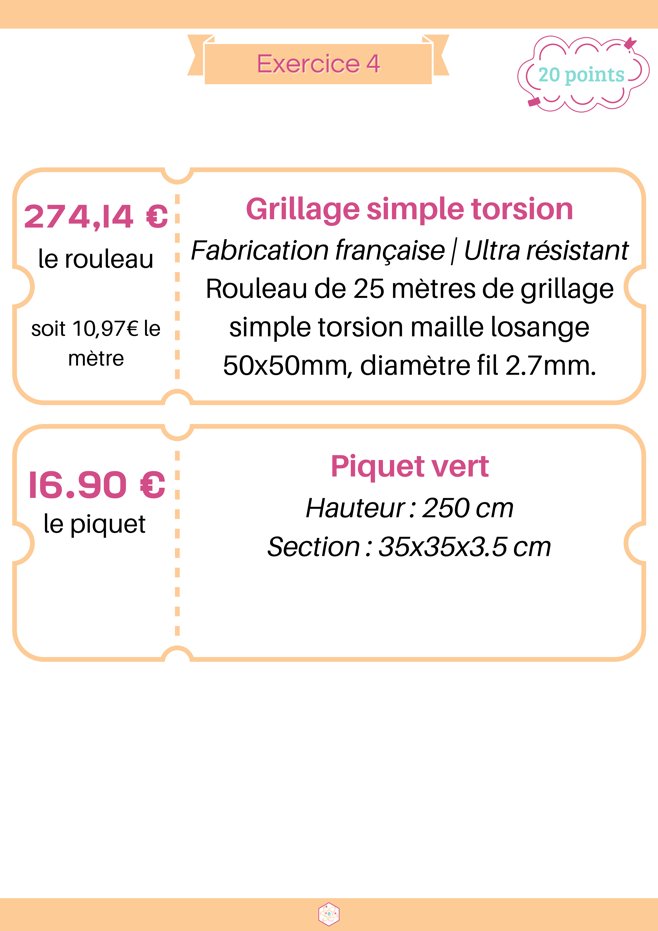 Exercice 4
20 points
274,14 €
le rouleau
soit 10,97€ le
mètre
Grillage simple torsion
Fabrication française | Ultra résistant
Rouleau de 25 mètres de grillage
simple torsion maille losange
50x50mm, diamètre fil 2.7mm.
16.90 €
le piquet
Piquet vert
Hauteur : 250 cm
Section : 35x35x3.5 cm